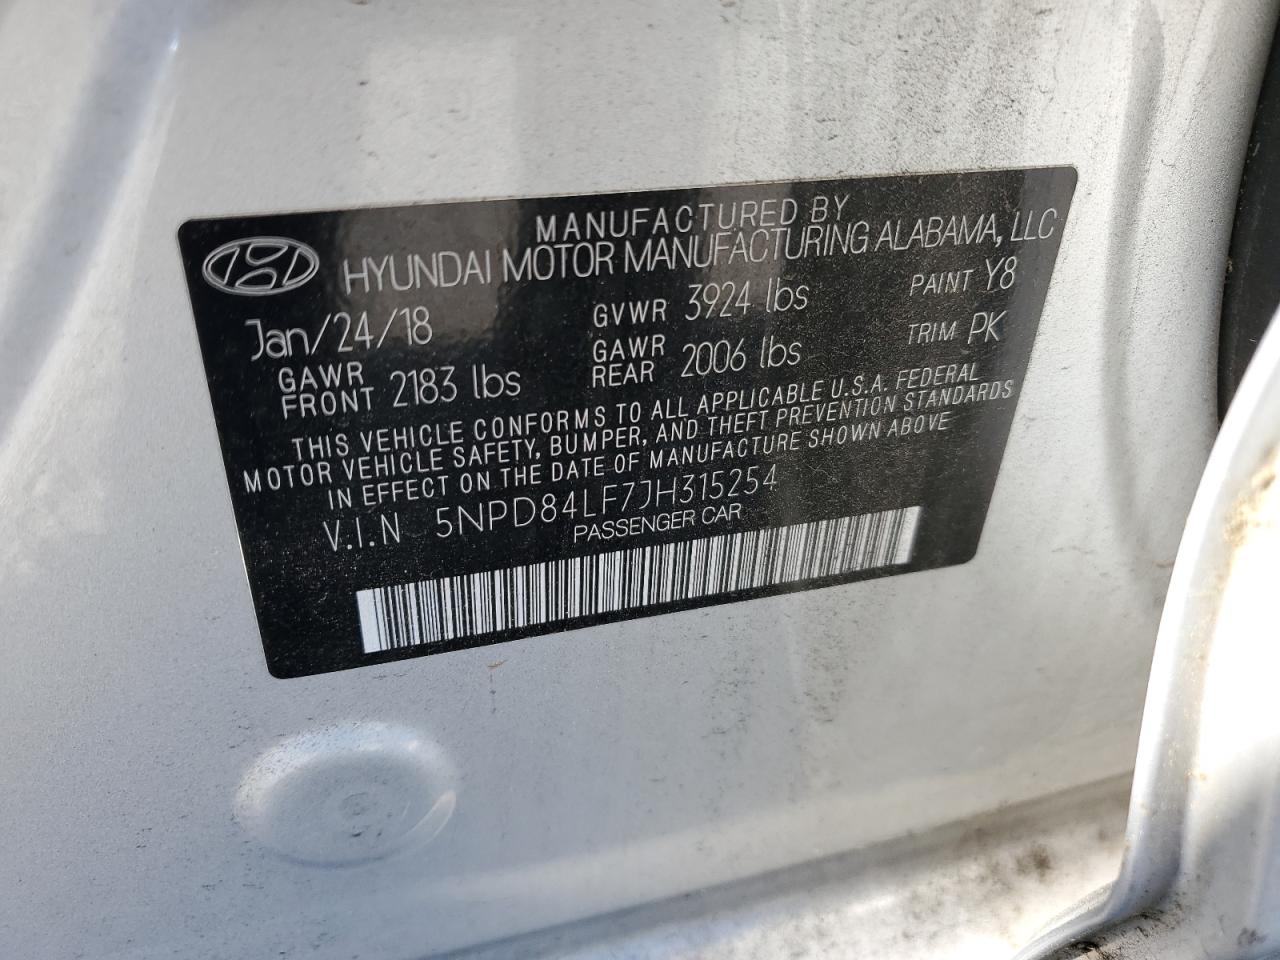 MANUFACTURED BY
HYUNDAI MOTOR MANUFACTURING ALABAMA, LLC
Jan/24/18 GVWR 3924 lbs PAINT Y8
GAWR FRONT 2183 lbs GAWR REAR 2006 lbs TRIM PK
THIS VEHICLE CONFORMS TO ALL APPLICABLE U.S.A. FEDERAL
MOTOR VEHICLE SAFETY, BUMPER, AND THEFT PREVENTION STANDARDS
IN EFFECT ON THE DATE OF MANUFACTURE SHOWN ABOVE
V.I.N 5NPD84LF7JH315254
PASSENGER CAR